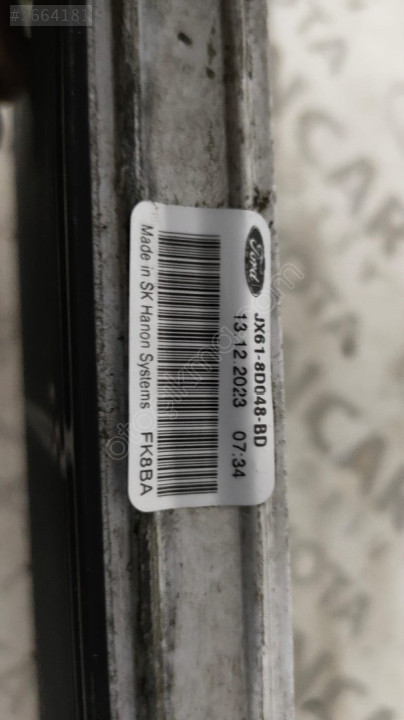 #7664181
Ford
JX61-8D048-BD
13.12.2023 07:34
Made in SK Hanon Systems FK8BA